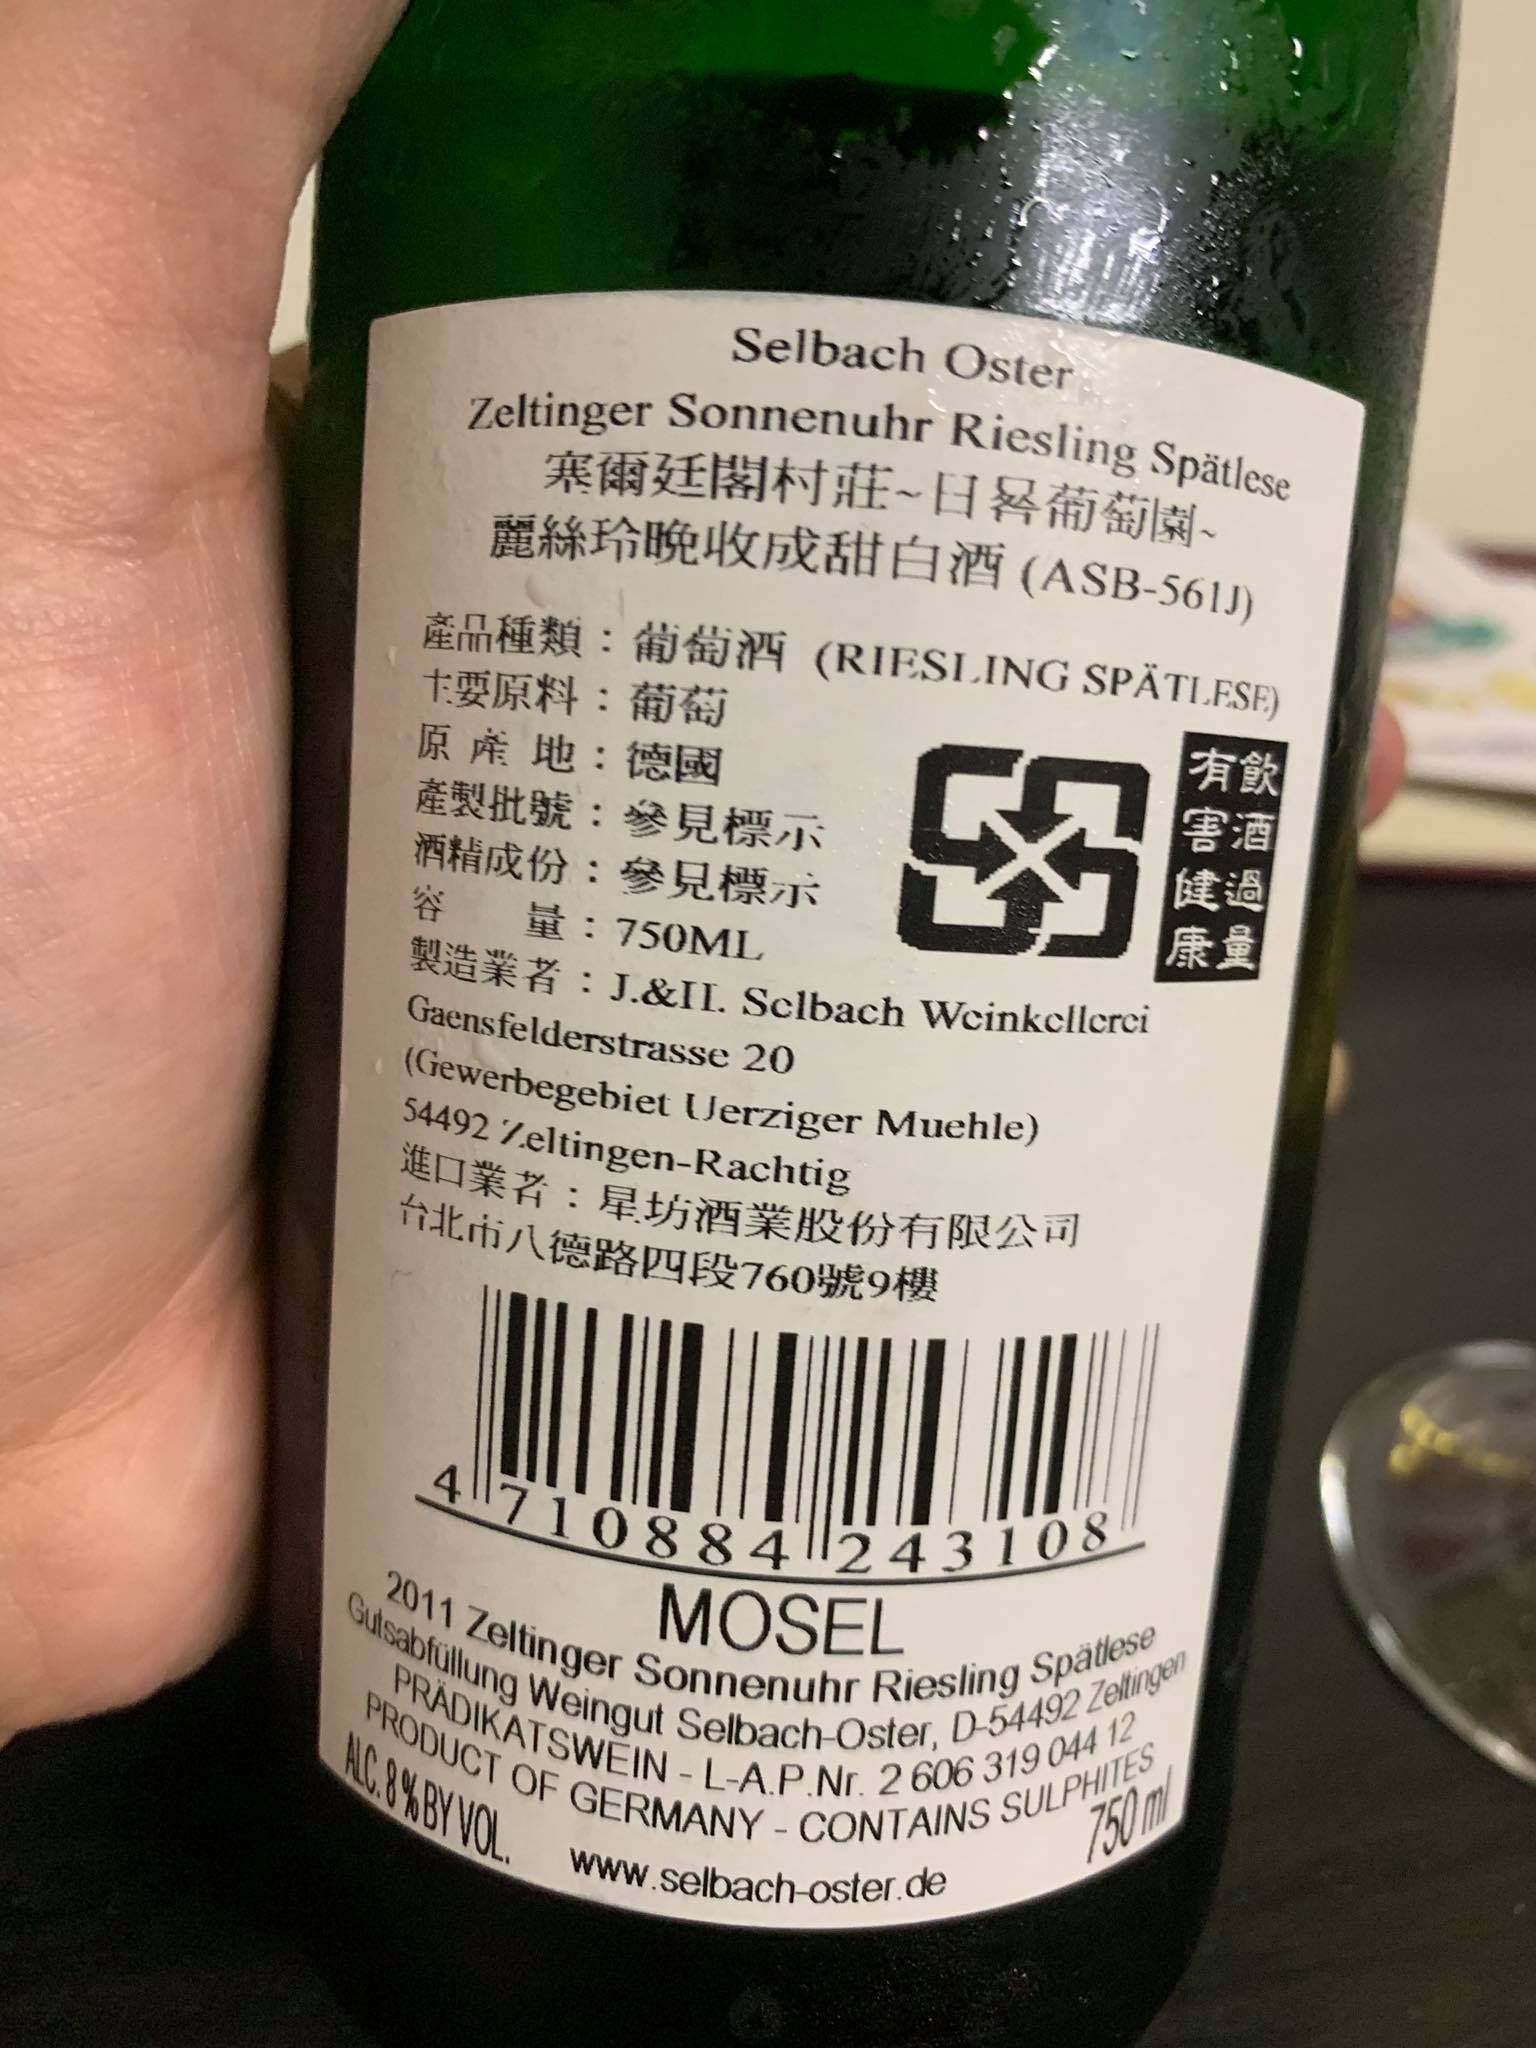 Selbach Oster
Zeltinger Sonnenuhr Riesling Spätlese
塞爾廷閣村莊~日晷葡萄園~
麗絲玲晚收成甜白酒 (ASB-561J)
產品種類：葡萄酒 (RIESLING SPÄTLESE)
主要原料：葡萄
原產地：德國
產製批號：參見標示
酒精成份：參見標示
容量：750ML
製造業者：J.&H. Selbach Weinkellerei
Gaensfelderstrasse 20
(Gewerbegebiet Uerziger Muehle)
54492 Zeltingen-Rachtig
進口業者：星坊酒業股份有限公司
台北市八德路四段760號9樓
飲酒過量
有害健康
4 710884 243108
MOSEL
2011 Zeltinger Sonnenuhr Riesling Spätlese
Gutsabfüllung Weingut Selbach-Oster, D-54492 Zeltingen
PRÄDIKATSWEIN - L-A.P.Nr. 2 606 319 044 12
PRODUCT OF GERMANY - CONTAINS SULPHITES
ALC. 8 % BY VOL.
750 ml
www.selbach-oster.de